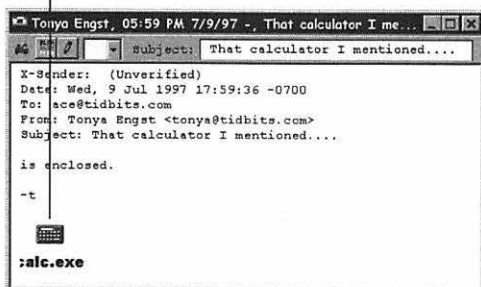 Tonya Engst, 05:59 PM 7/9/97 -, That calculator I me...
Subject: That calculator I mentioned....
X-Sender: (Unverified)
Date: Wed, 9 Jul 1997 17:59:36 -0700
To: ace@tidbits.com
From: Tonya Engst <tonya@tidbits.com>
Subject: That calculator I mentioned....
is enclosed.
-t
calc.exe